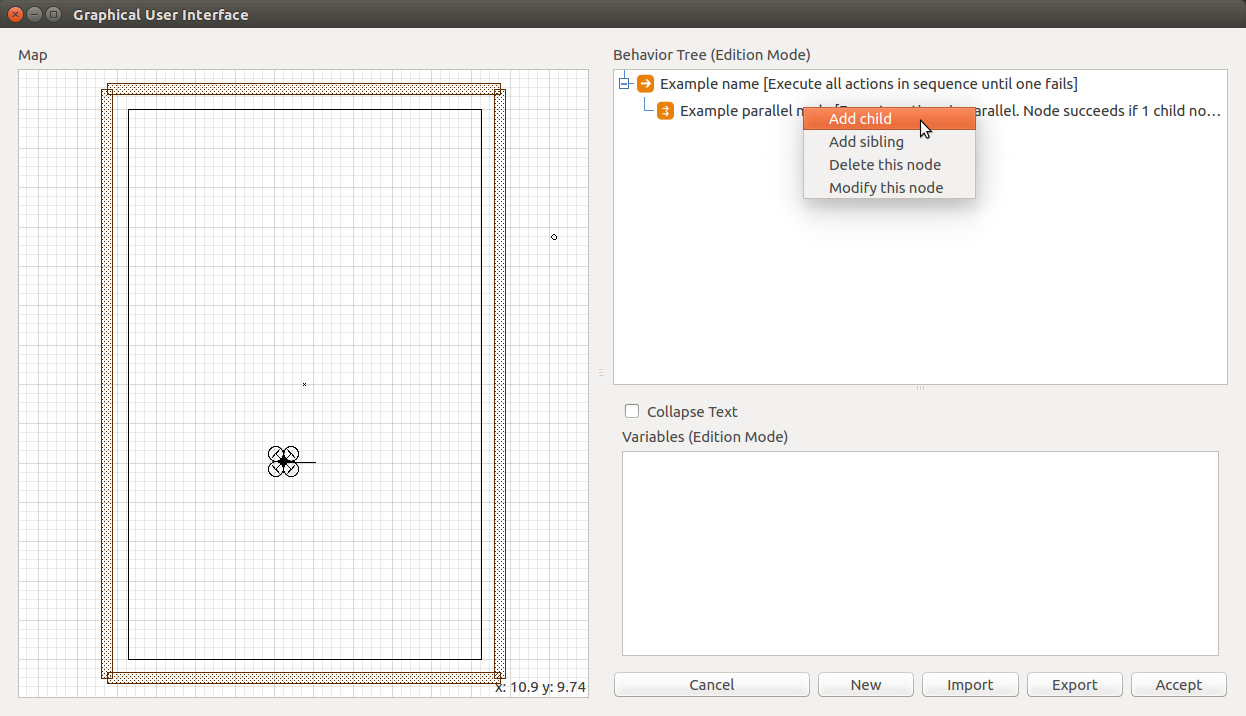 Graphical User Interface
Map
Behavior Tree (Edition Mode)
Example name [Execute all actions in sequence until one fails]
Example parallel parallel. Node succeeds if 1 child no...
Add child
Add sibling
Delete this node
Modify this node
Collapse Text
Variables (Edition Mode)
x: 10.9 y: 9.74
Cancel New Import Export Accept